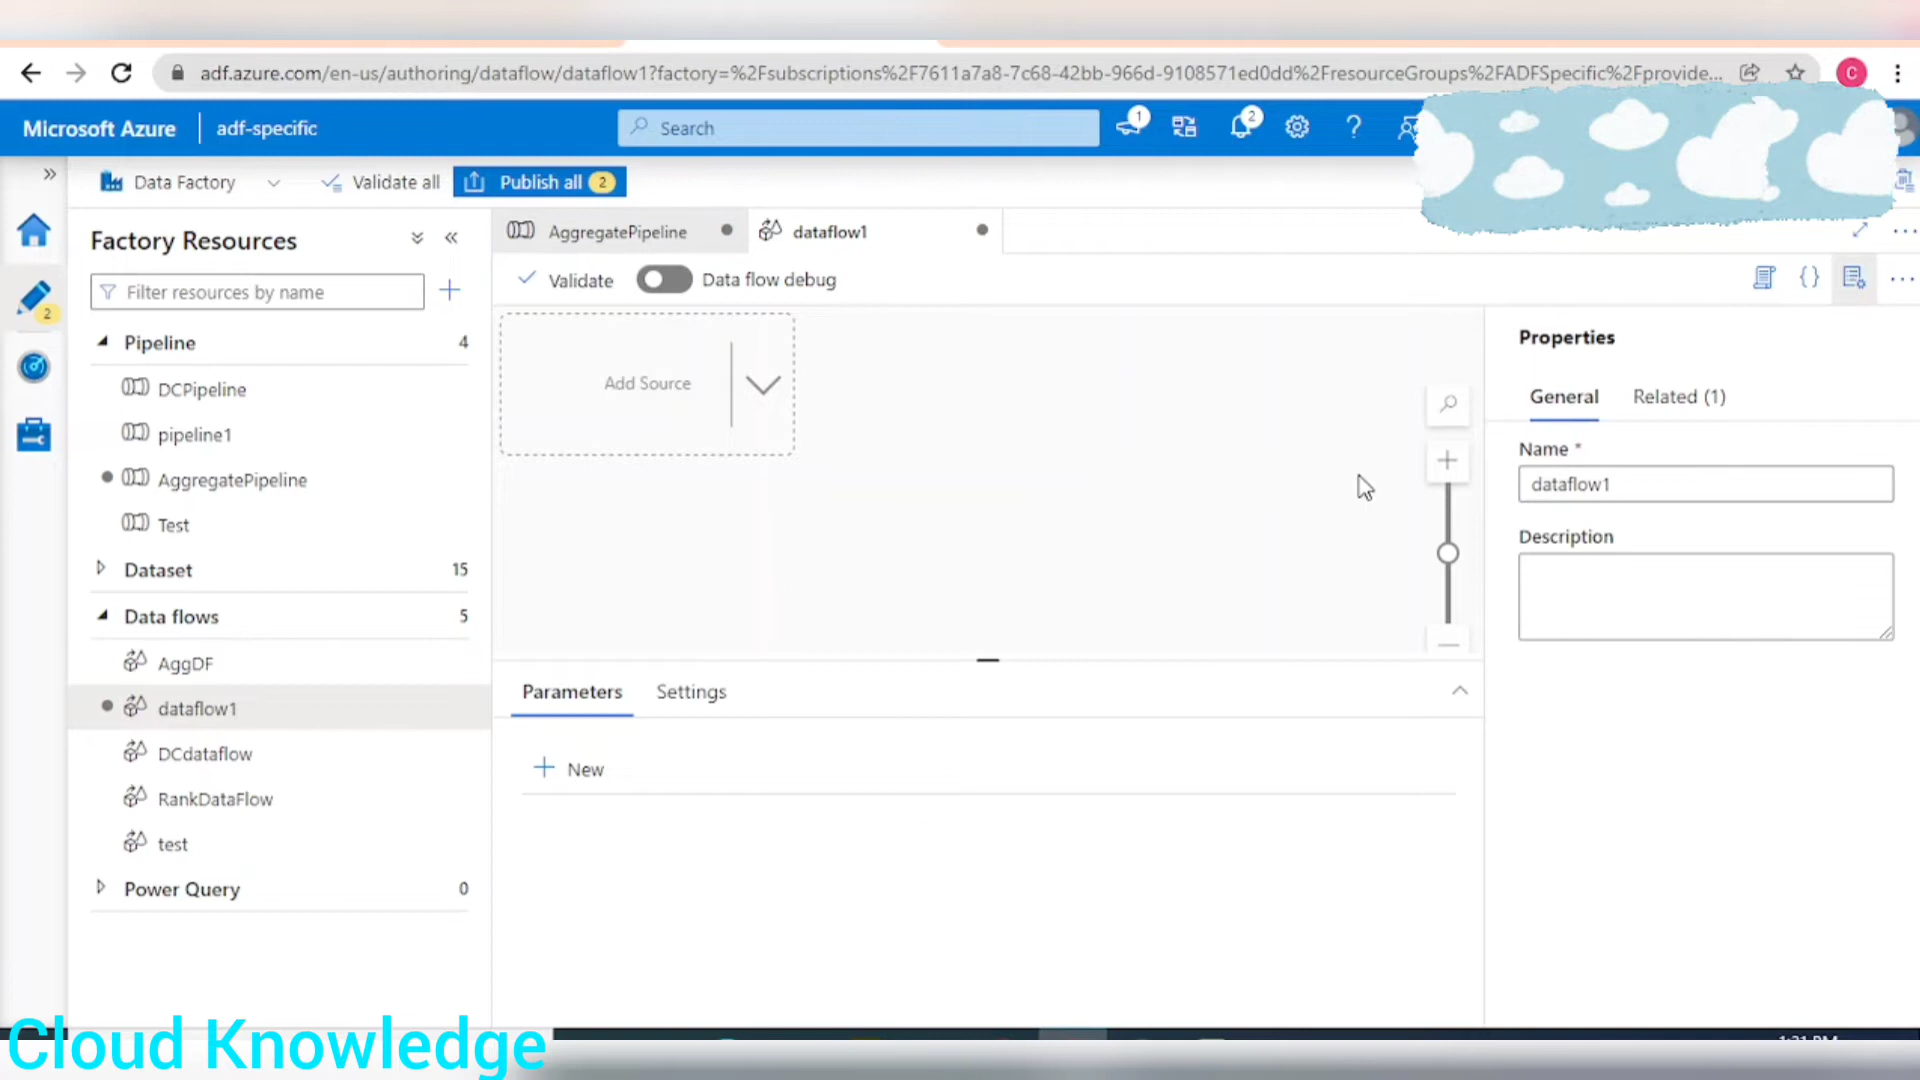 adf.azure.com/en-us/authoring/dataflow/dataflow1?factory=%2Fsubscriptions%2F7611a7a8-7c68-42bb-966d-9108571ed0dd%2FresourceGroups%2FADFSpecific%2Fprovide...
C
Microsoft Azure
adf-specific
Search
1
2
?
Data Factory
Validate all
Publish all 2
Factory Resources
AggregatePipeline
dataflow1
Filter resources by name
Validate
Data flow debug
{}
2
Pipeline 4
DCPipeline
pipeline1
AggregatePipeline
Test
Dataset 15
Data flows 5
AggDF
dataflow1
DCdataflow
RankDataFlow
test
Power Query 0
Add Source
Parameters
Settings
New
Properties
General
Related (1)
Name *
dataflow1
Description
Cloud Knowledge